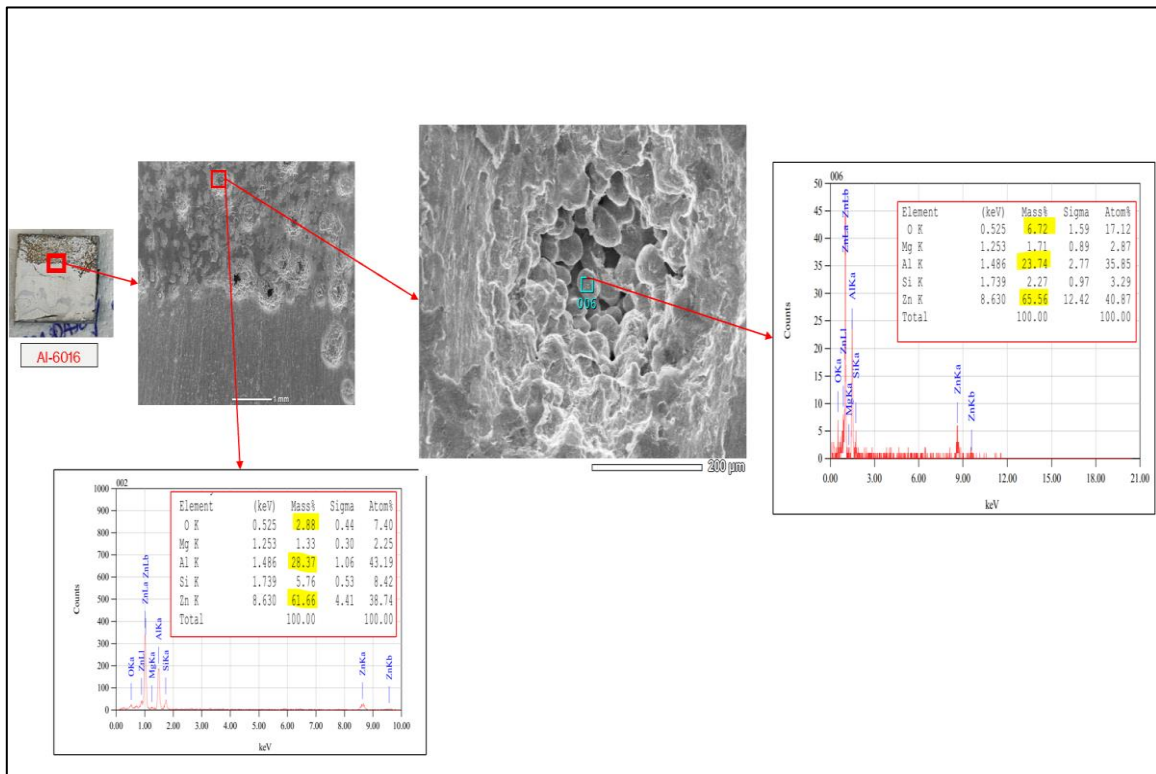 Al-6016
1 mm
006
200 µm
006
50
45
40
35
30
25
20
15
10
5
0
Counts
0.00 3.00 6.00 9.00 12.00 15.00 18.00 21.00
keV
OKa
ZnLl
ZnLa ZnLb
MgKa
AlKa
SiKa
ZnKa
ZnKb
Element (keV) Mass% Sigma Atom%
O K 0.525 6.72 1.59 17.12
Mg K 1.253 1.71 0.89 2.87
Al K 1.486 23.74 2.77 35.85
Si K 1.739 2.27 0.97 3.29
Zn K 8.630 65.56 12.42 40.87
Total 100.00 100.00
002
1000
900
800
700
600
500
400
300
200
100
0
Counts
0.00 1.00 2.00 3.00 4.00 5.00 6.00 7.00 8.00 9.00 10.00
keV
OKa
ZnLl
ZnLa ZnLb
MgKa
AlKa
SiKa
ZnKa
ZnKb
Element (keV) Mass% Sigma Atom%
O K 0.525 2.88 0.44 7.40
Mg K 1.253 1.33 0.30 2.25
Al K 1.486 28.37 1.06 43.19
Si K 1.739 5.76 0.53 8.42
Zn K 8.630 61.66 4.41 38.74
Total 100.00 100.00